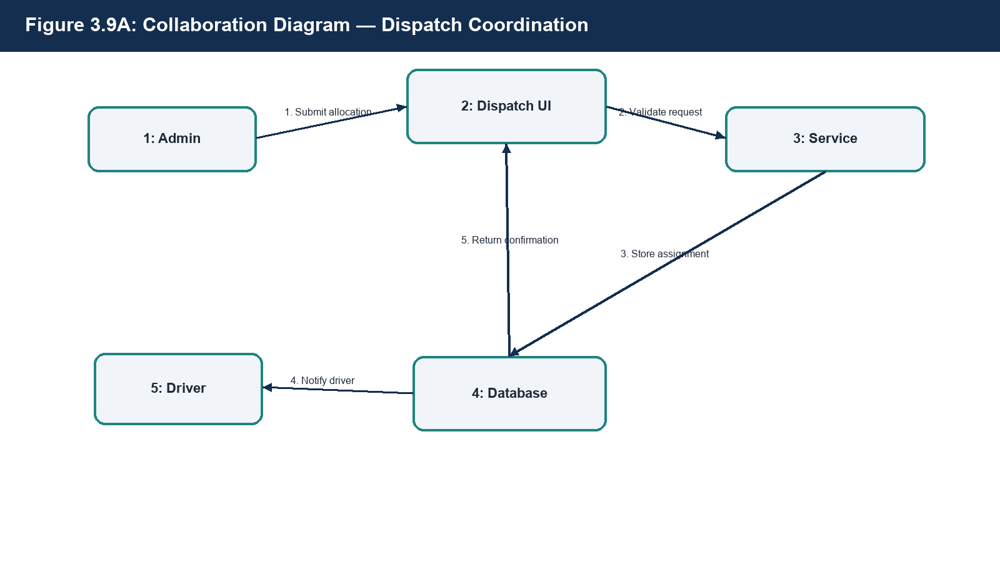 Figure 3.9A: Collaboration Diagram — Dispatch Coordination
1: Admin
1. Submit allocation
2: Dispatch UI
2. Validate request
3: Service
5. Return confirmation
3. Store assignment
5: Driver
4. Notify driver
4: Database